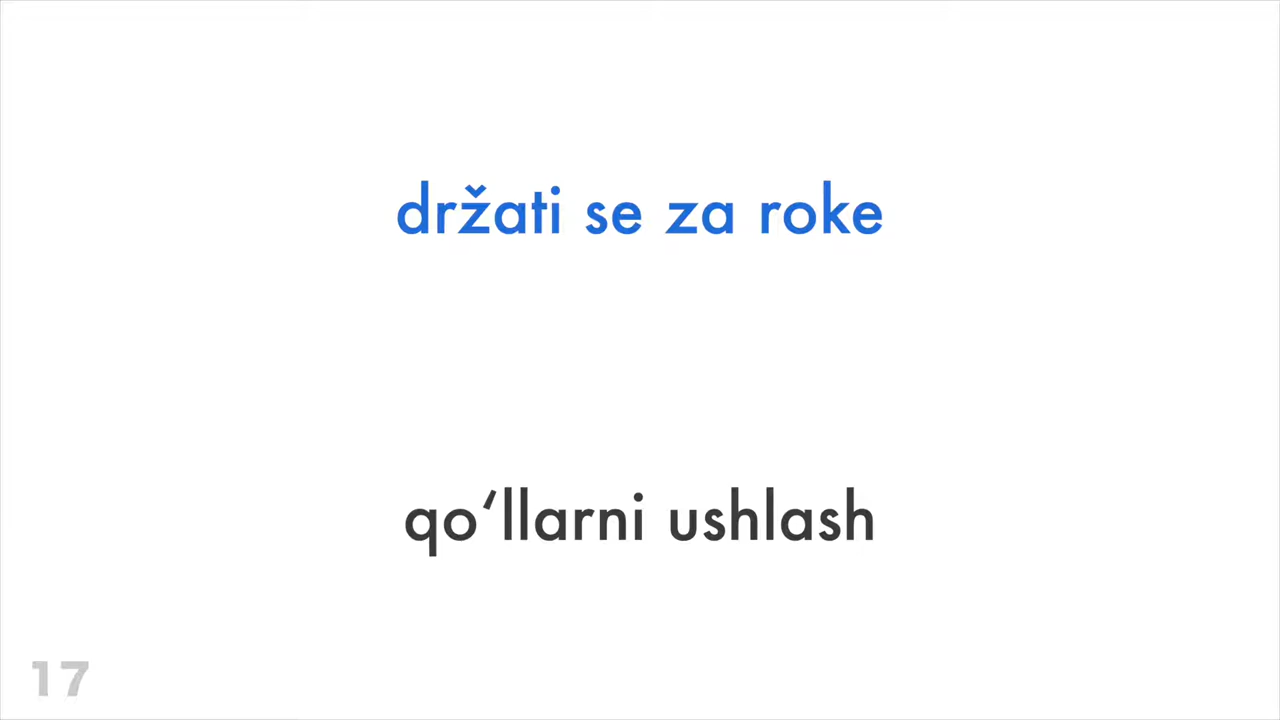 držati se za roke
qo‘llarni ushlash
17